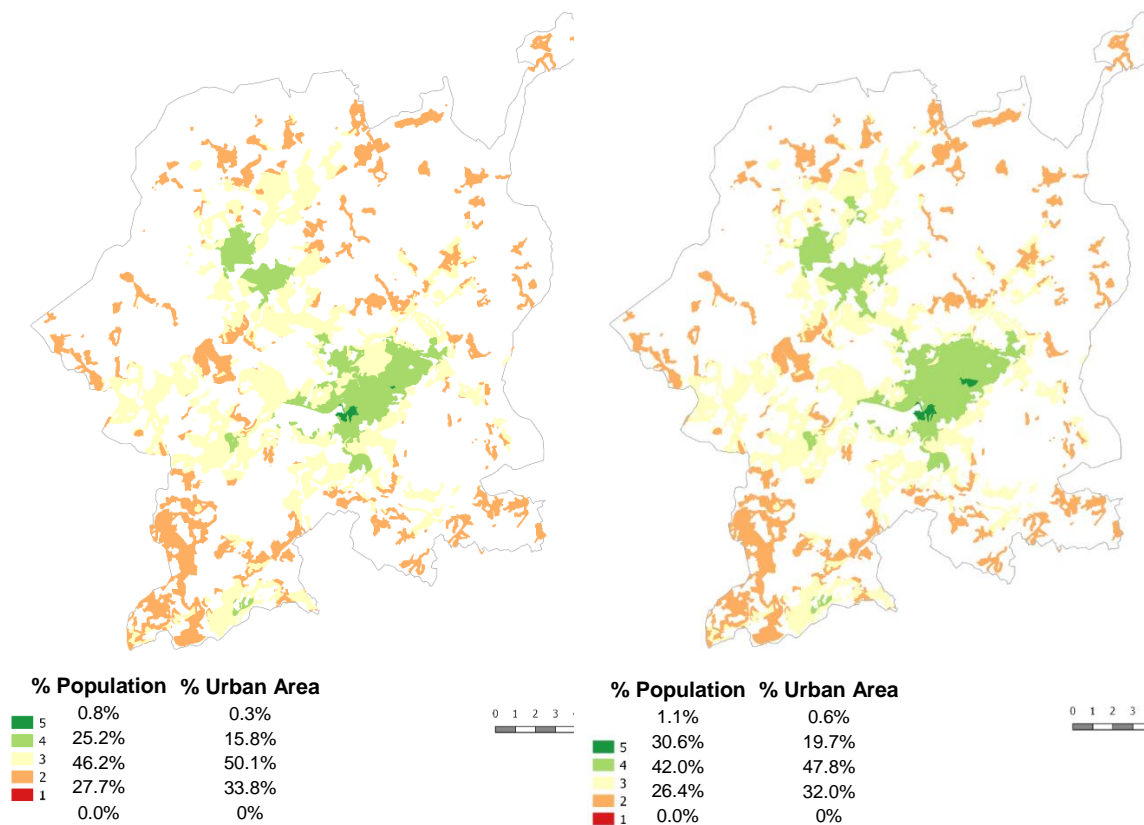 % Population % Urban Area
0.8% 0.3%
5
25.2% 15.8%
4
46.2% 50.1%
3
27.7% 33.8%
2
1
0.0% 0%
0 1 2 3
% Population % Urban Area
1.1% 0.6%
5 30.6% 19.7%
4 42.0% 47.8%
3
26.4% 32.0%
2
0.0% 0%
1
0 1 2 3